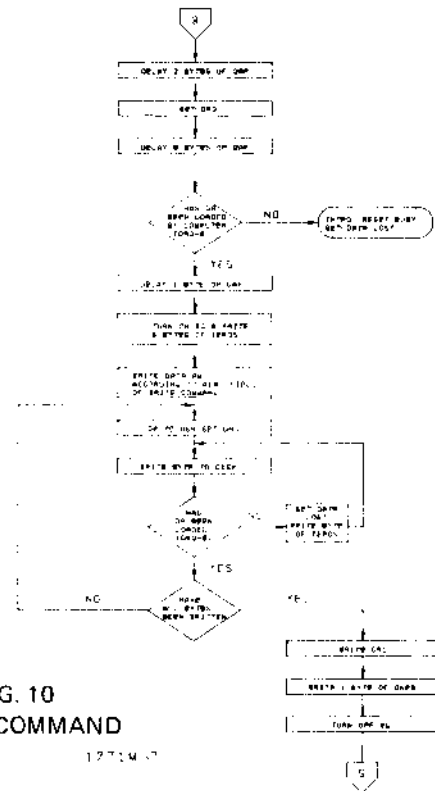 DELAY 2 BYTES OF GAP
SET DRQ
DELAY 8 BYTES OF GAP
HAS DR
BEEN LOADED
BY COMPUTER
NO
INTRQ RESET BUSY
SET DATA LOST
YES
DELAY 1 BYTE OF GAP
TURN ON WG & WRITE
6 BYTES OF ZEROS
WRITE DATA AM
ACCORDING TO
OF WRITE COMMAND
DR TO DSR SET DRQ
WRITE BYTE TO DISK
HAS
DR BEEN
LOADED
SET DATA
LOST
WRITE BYTE
OF ZEROS
YES
NO
HAVE
ALL BYTES
BEEN WRITTEN
WRITE CRC
WRITE 1 BYTE OF ONES
TURN OFF WG
G. 10
COMMAND